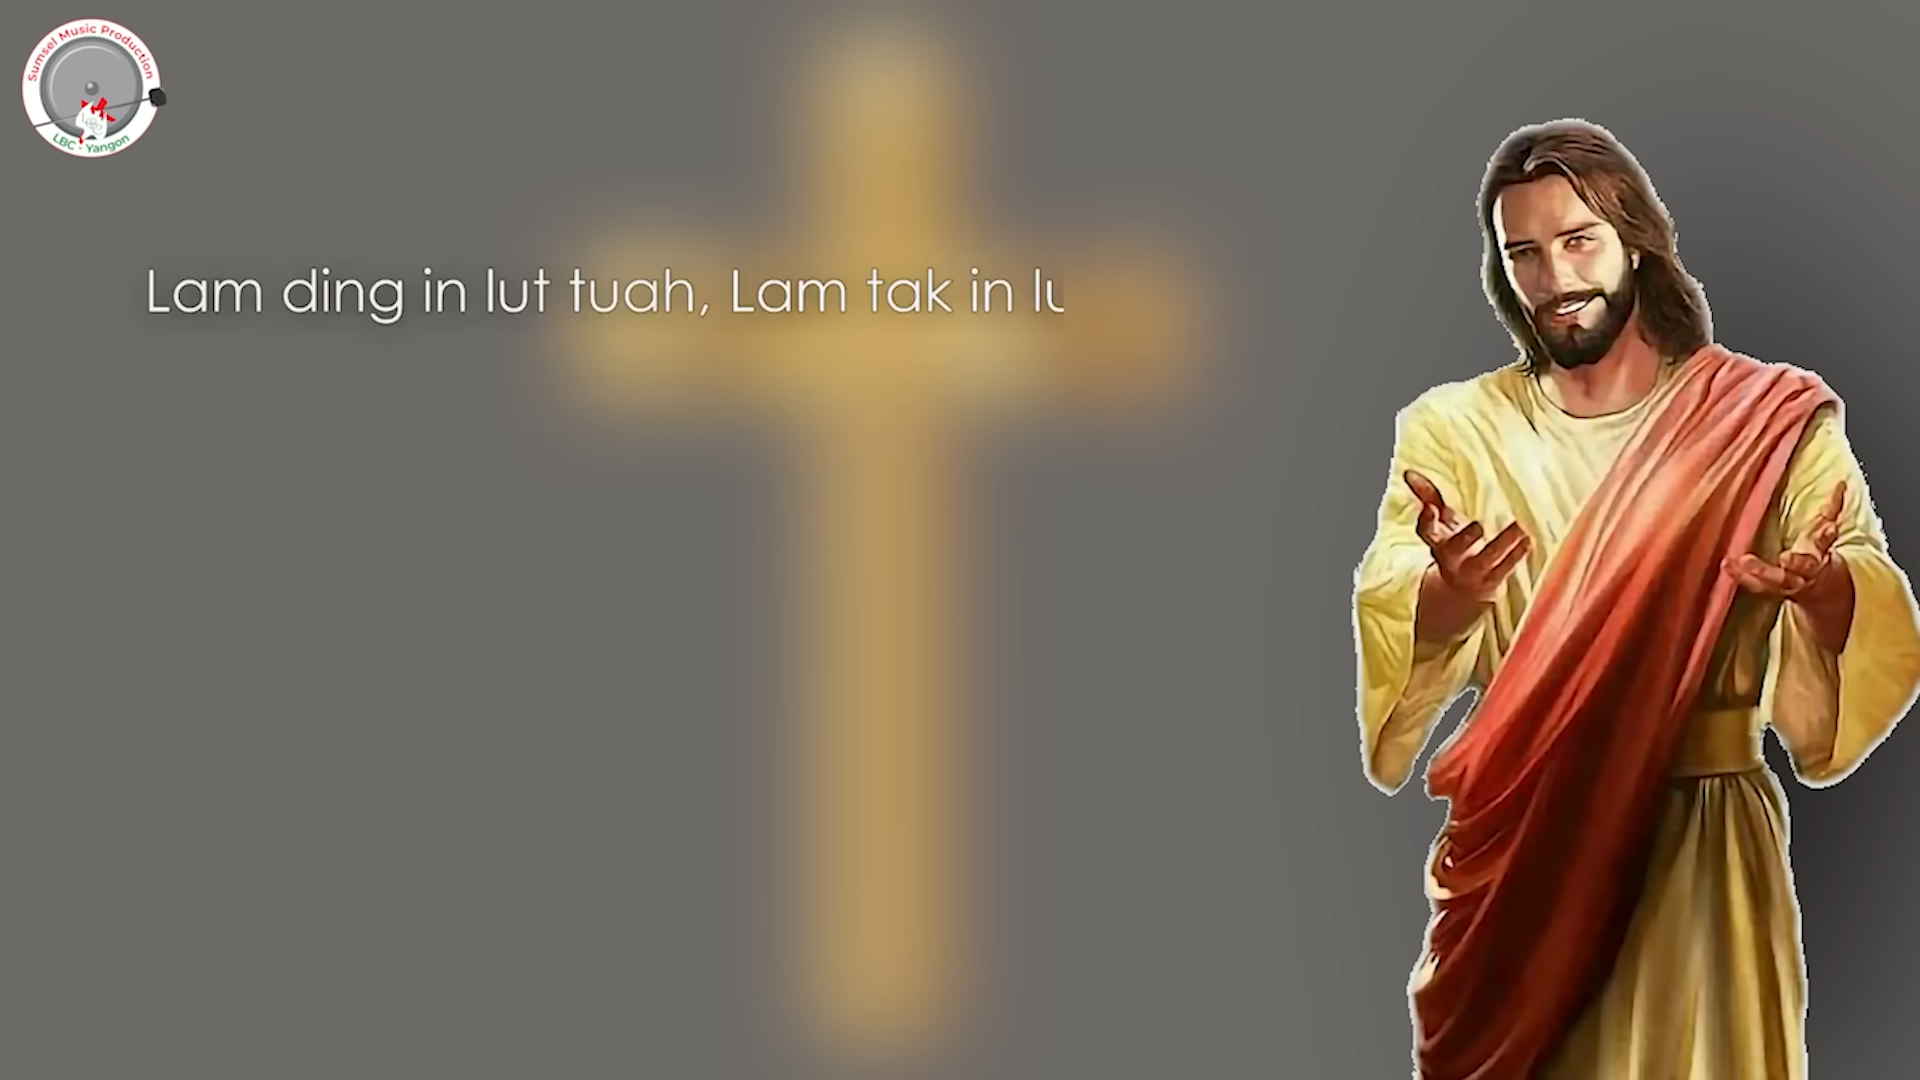 Sumsel Music Production
LBC - Yangon
Lam ding in lut tuah, Lam tak in lu